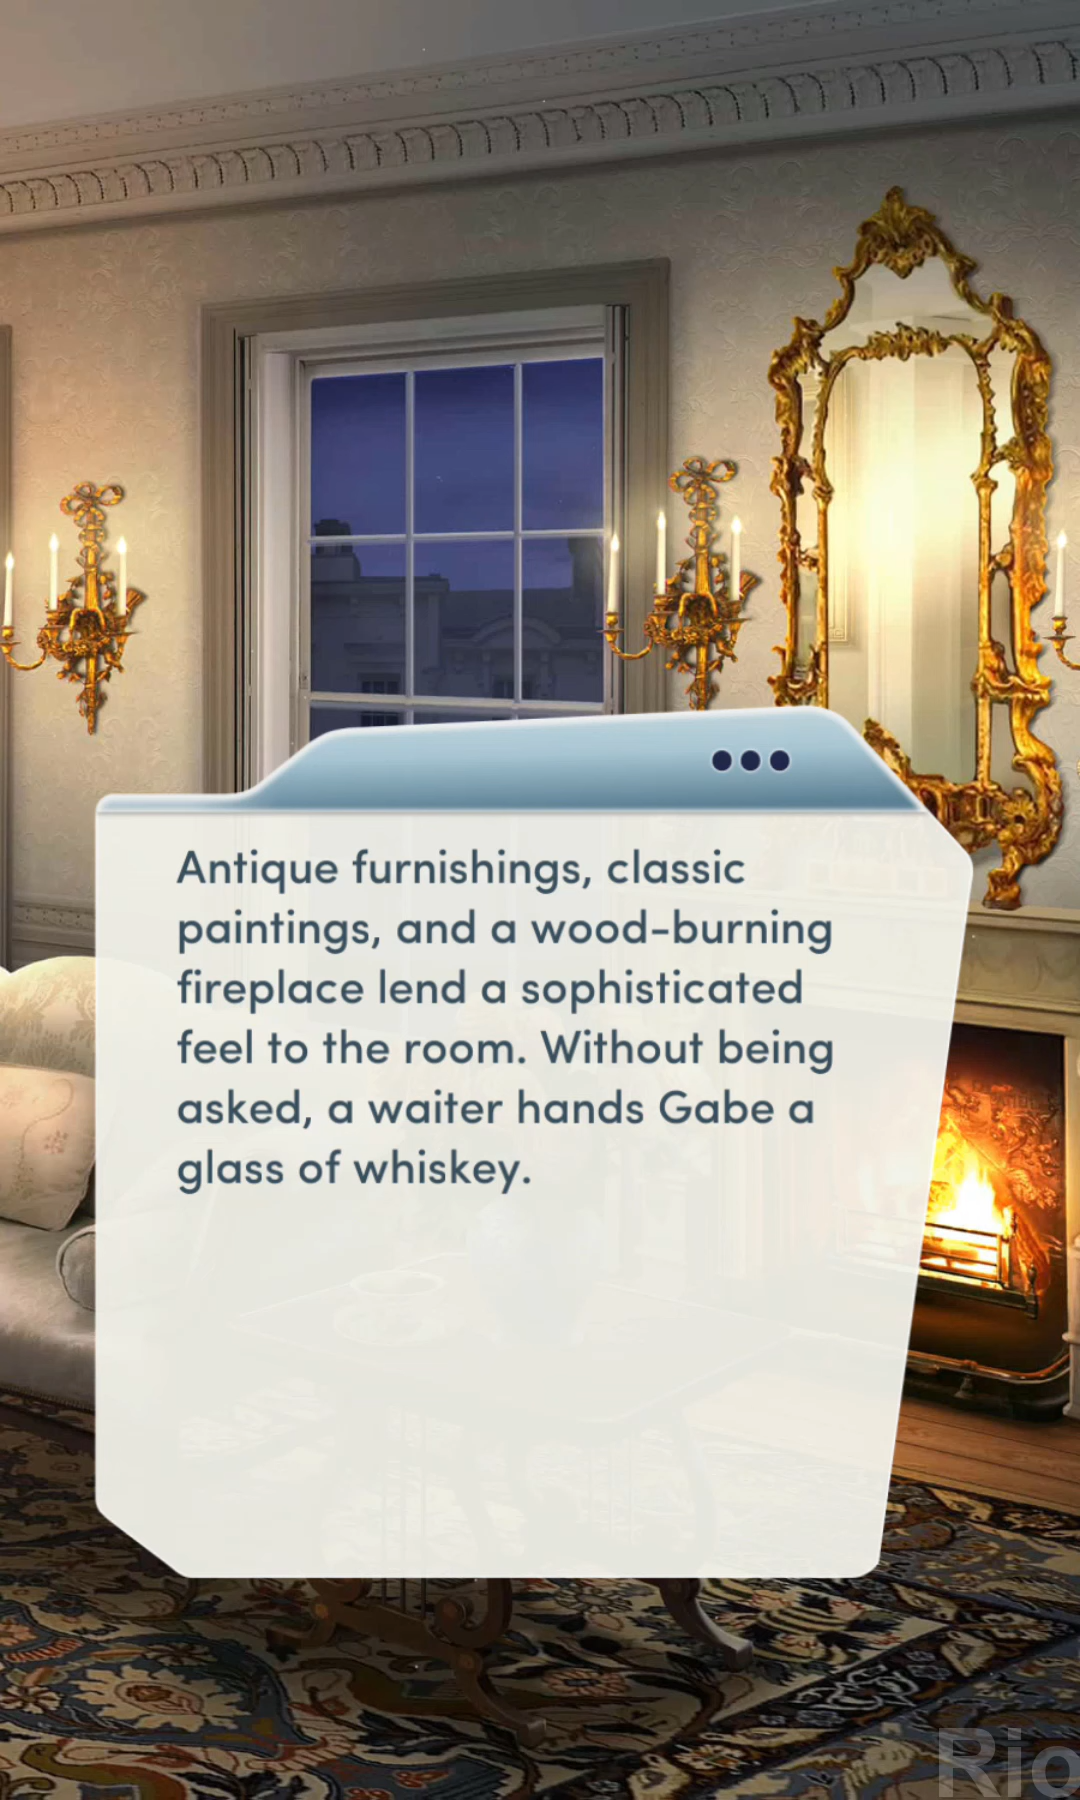 Antique furnishings, classic
paintings, and a wood-burning
fireplace lend a sophisticated
feel to the room. Without being
asked, a waiter hands Gabe a
glass of whiskey.
Rio